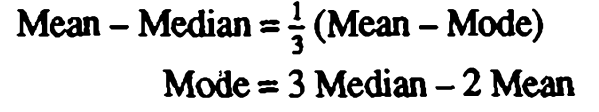 Mean – Median = 1/3 (Mean – Mode)
Mode = 3 Median – 2 Mean